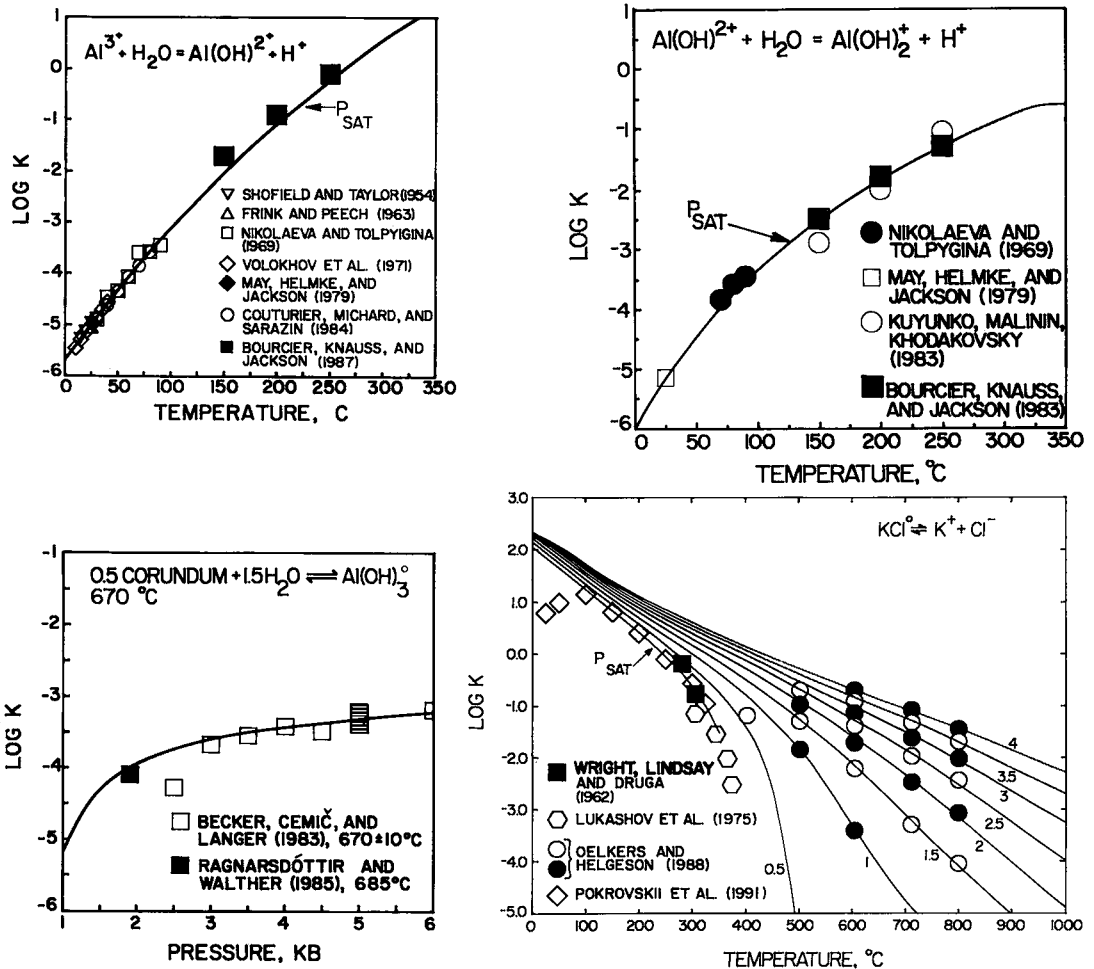 Al3+ + H2O = Al(OH)2+ + H+
PSAT
SHOFIELD AND TAYLOR (1954)
FRINK AND PEECH (1963)
NIKOLAEVA AND TOLPYIGINA
(1969)
VOLOKHOV ET AL. (1971)
MAY, HELMKE, AND
JACKSON (1979)
COUTURIER, MICHARD, AND
SARAZIN (1984)
BOURCIER, KNAUSS, AND
JACKSON (1987)
LOG K
1
0
-1
-2
-3
-4
-5
-6
0 50 100 150 200 250 300 350
TEMPERATURE, C
Al(OH)2+ + H2O = Al(OH)2+ + H+
PSAT
NIKOLAEVA AND
TOLPYGINA
(1969)
MAY, HELMKE, AND
JACKSON (1979)
KUYUNKO, MALININ,
KHODAKOVSKY
(1983)
BOURCIER, KNAUSS,
AND JACKSON (1983)
LOG K
1
0
-1
-2
-3
-4
-5
-6
0 50 100 150 200 250 300 350
TEMPERATURE, °C
0.5 CORUNDUM + 1.5H2O ⇌ Al(OH)3°
670 °C
BECKER, CEMIČ, AND
LANGER (1983), 670±10°C
RAGNARSDÓTTIR AND
WALTHER (1985), 685°C
LOG K
-1
-2
-3
-4
-5
-6
1 2 3 4 5 6
PRESSURE, KB
KCl° ⇌ K+ + Cl-
PSAT
WRIGHT, LINDSAY
AND DRUGA
(1962)
LUKASHOV ET AL. (1975)
OELKERS AND
HELGESON (1988)
POKROVSKII ET AL. (1991)
0.5
1
1.5
2
2.5
3
3.5
4
LOG K
3.0
2.0
1.0
0.0
-1.0
-2.0
-3.0
-4.0
-5.0
0 100 200 300 400 500 600 700 800 900 1000
TEMPERATURE, °C